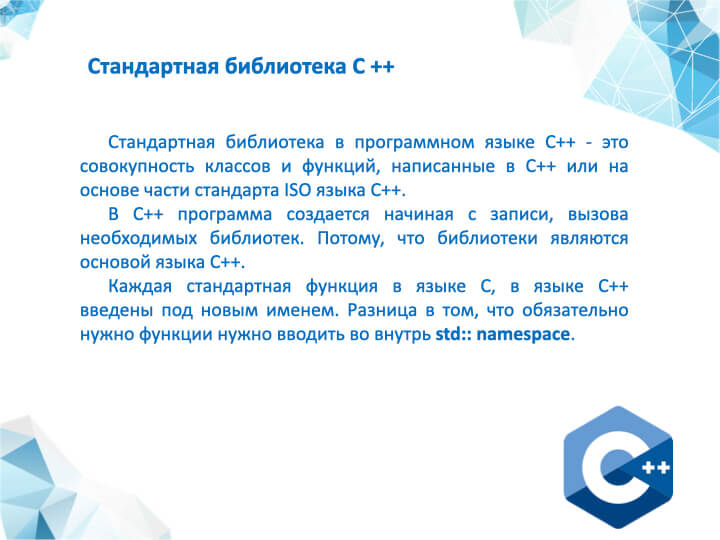 Стандартная библиотека C ++
Стандартная библиотека в программном языке C++ - это
совокупность классов и функций, написанные в C++ или на
основе части стандарта ISO языка C++.
В C++ программа создается начиная с записи, вызова
необходимых библиотек. Потому, что библиотеки являются
основой языка C++.
Каждая стандартная функция в языке C, в языке C++
введены под новым именем. Разница в том, что обязательно
нужно функции нужно вводить во внутрь std:: namespace.
C++